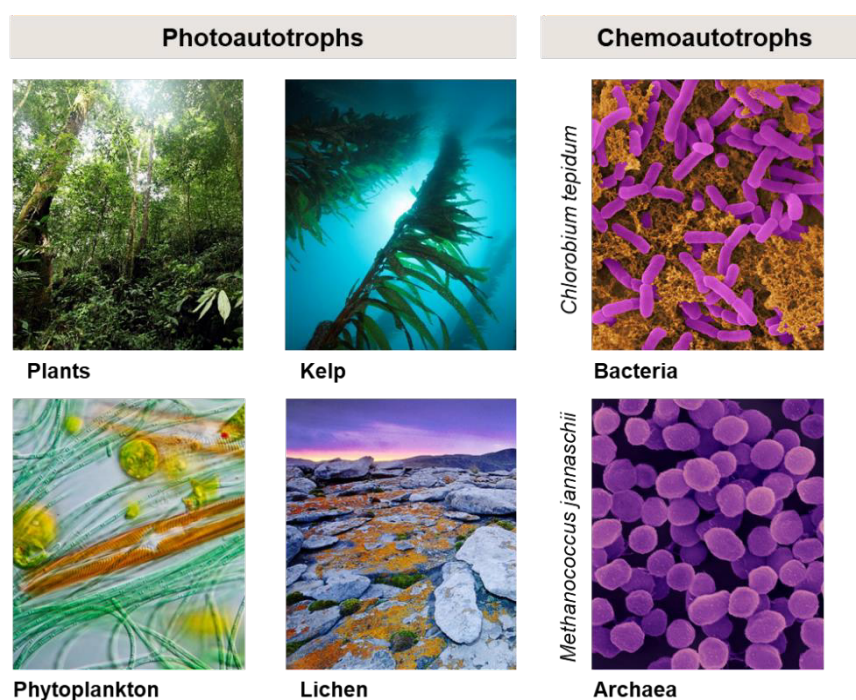 Photoautotrophs
Chemoautotrophs
Plants
Kelp
Chlorobium tepidum
Bacteria
Phytoplankton
Lichen
Methanococcus jannaschii
Archaea